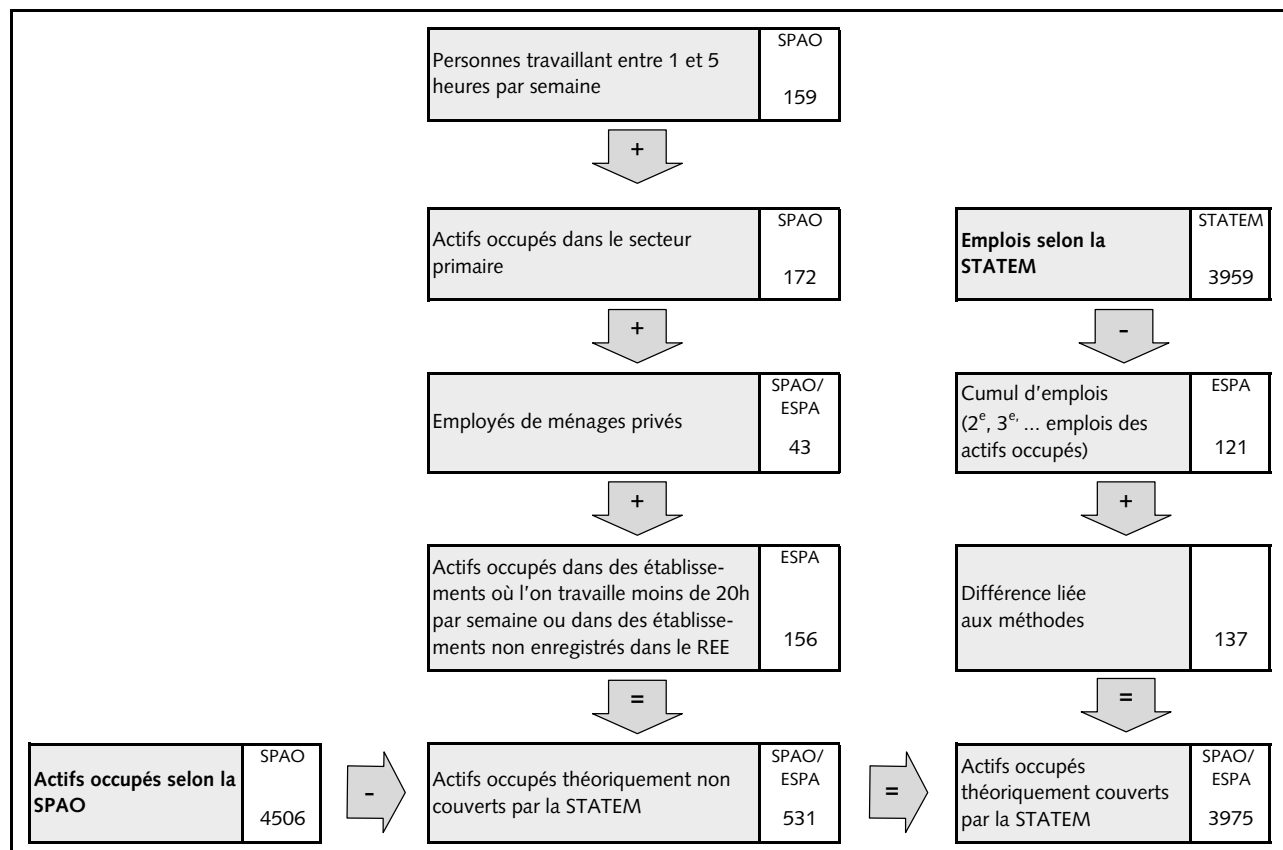 Personnes travaillant entre 1 et 5
heures par semaine
SPAO
159
+
Actifs occupés dans le secteur
primaire
SPAO
172
+
Employés de ménages privés
SPAO/
ESPA
43
+
Actifs occupés dans des établisse-
ments où l'on travaille moins de 20h
par semaine ou dans des établisse-
ments non enregistrés dans le REE
ESPA
156
=
Emplois selon la
STATEM
STATEM
3959
-
Cumul d'emplois
(2e, 3e, ... emplois des
actifs occupés)
ESPA
121
+
Différence liée
aux méthodes
137
=
Actifs occupés selon la
SPAO
SPAO
4506
-
Actifs occupés théoriquement non
couverts par la STATEM
SPAO/
ESPA
531
=
Actifs occupés
théoriquement couverts
par la STATEM
SPAO/
ESPA
3975